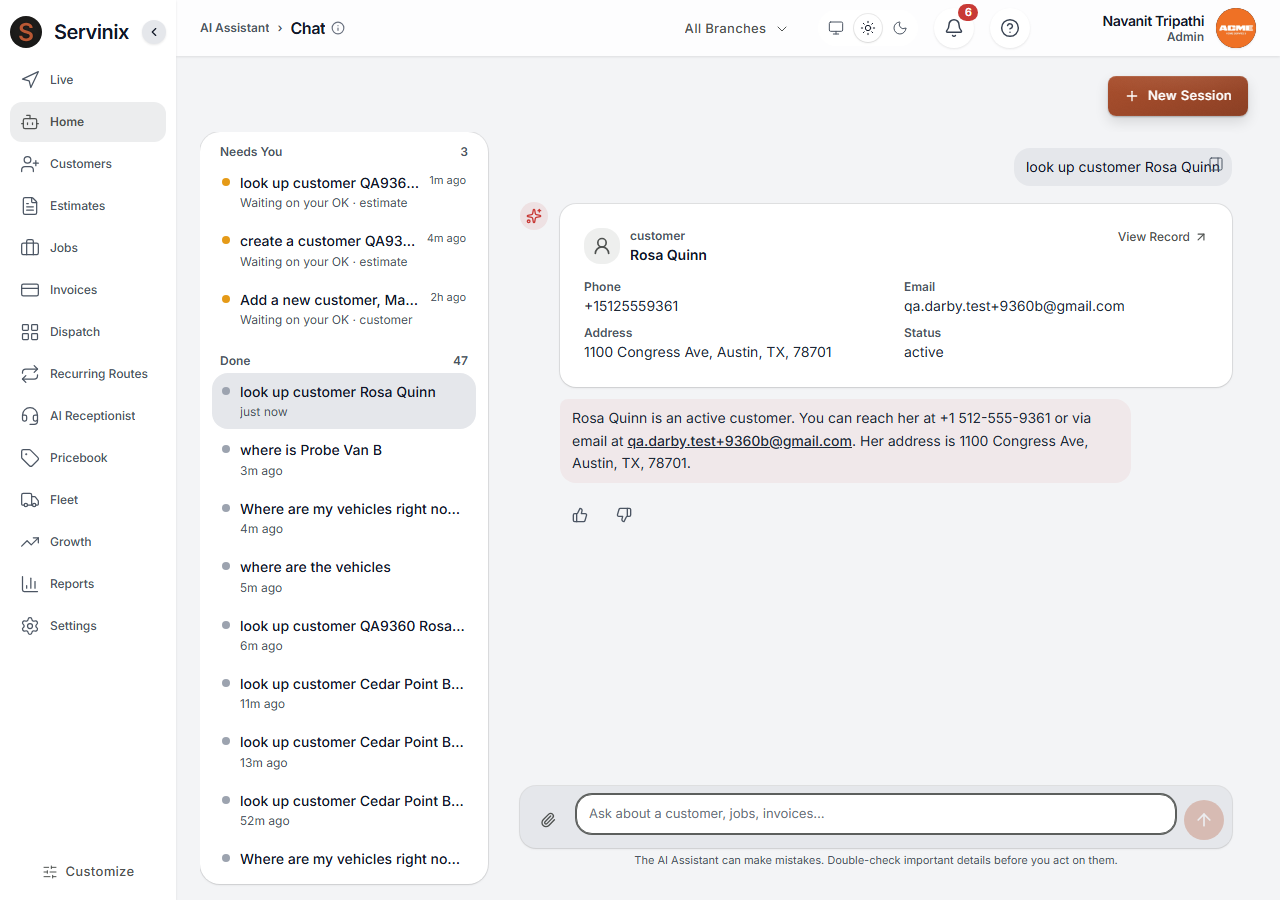 S
Servinix
Live
Home
Customers
Estimates
Jobs
Invoices
Dispatch
Recurring Routes
AI Receptionist
Pricebook
Fleet
Growth
Reports
Settings
Customize
AI Assistant › Chat
All Branches
6
Navanit Tripathi
Admin
ACME
+ New Session
Needs You 3
look up customer QA936... 1m ago
Waiting on your OK · estimate
create a customer QA93... 4m ago
Waiting on your OK · estimate
Add a new customer, Ma... 2h ago
Waiting on your OK · customer
Done 47
look up customer Rosa Quinn
just now
where is Probe Van B
3m ago
Where are my vehicles right no...
4m ago
where are the vehicles
5m ago
look up customer QA9360 Rosa...
6m ago
look up customer Cedar Point B...
11m ago
look up customer Cedar Point B...
13m ago
look up customer Cedar Point B...
52m ago
Where are my vehicles right no...
look up customer Rosa Quinn
customer
Rosa Quinn
View Record
Phone Email
+15125559361 qa.darby.test+9360b@gmail.com
Address Status
1100 Congress Ave, Austin, TX, 78701 active
Rosa Quinn is an active customer. You can reach her at +1 512-555-9361 or via
email at qa.darby.test+9360b@gmail.com. Her address is 1100 Congress Ave,
Austin, TX, 78701.
Ask about a customer, jobs, invoices...
The AI Assistant can make mistakes. Double-check important details before you act on them.